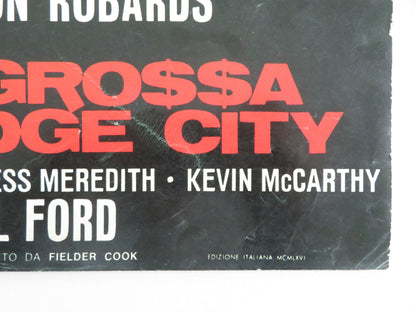 ON ROBARDS
GRO$$A
DGE CITY
ESS MEREDITH · KEVIN McCARTHY
L FORD
TO DA FIELDER COOK
EDIZIONE ITALIANA MCMLXVI